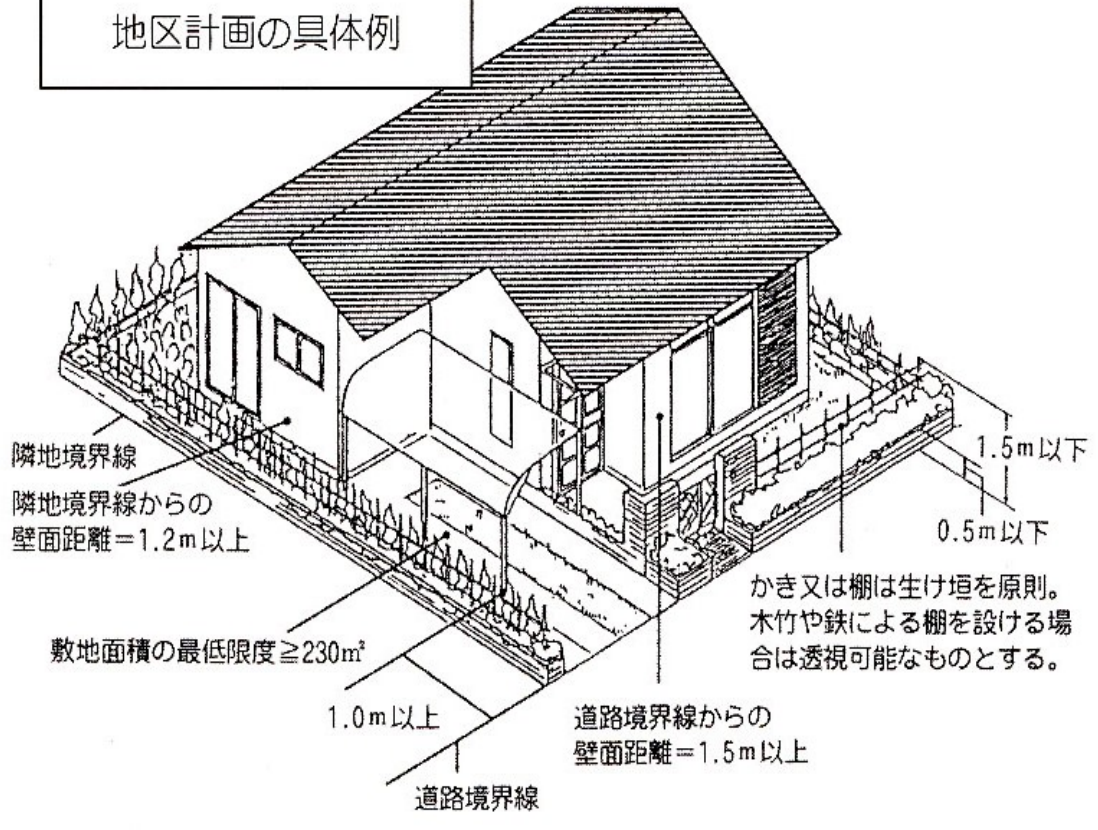 地区計画の具体例
隣地境界線
隣地境界線からの
壁面距離=1.2m以上
敷地面積の最低限度≧230㎡
1.0m以上
道路境界線
道路境界線からの
壁面距離=1.5m以上
1.5m以下
0.5m以下
かき又は棚は生け垣を原則。
木竹や鉄による棚を設ける場
合は透視可能なものとする。